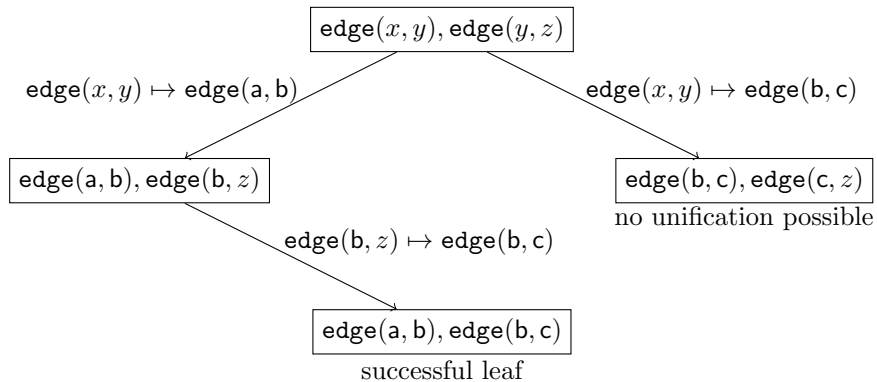 edge(x, y), edge(y, z)
edge(x, y) ↦ edge(a, b)
edge(x, y) ↦ edge(b, c)
edge(a, b), edge(b, z)
edge(b, c), edge(c, z)
no unification possible
edge(b, z) ↦ edge(b, c)
edge(a, b), edge(b, c)
successful leaf